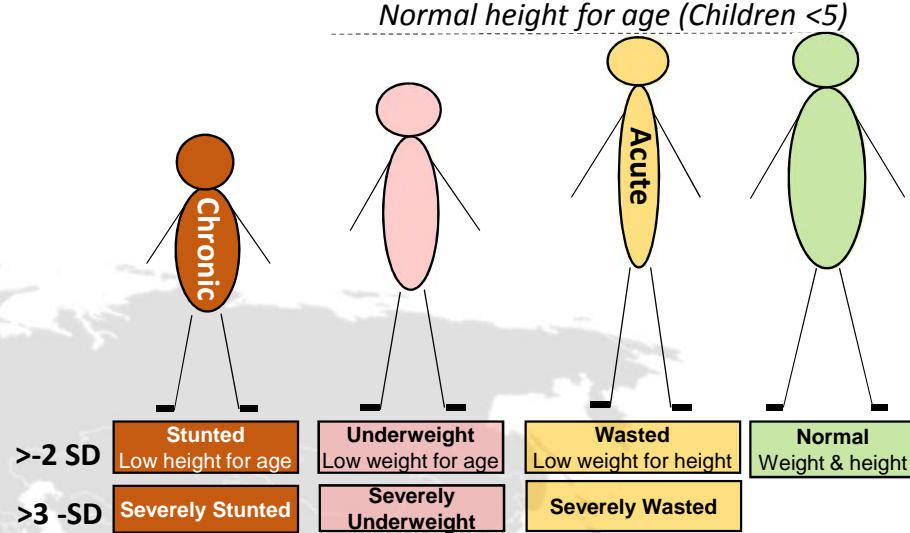 Normal height for age (Children <5)
Chronic
Acute
>-2 SD
Stunted
Low height for age
Underweight
Low weight for age
Wasted
Low weight for height
Normal
Weight & height
>3 -SD
Severely Stunted
Severely
Underweight
Severely Wasted